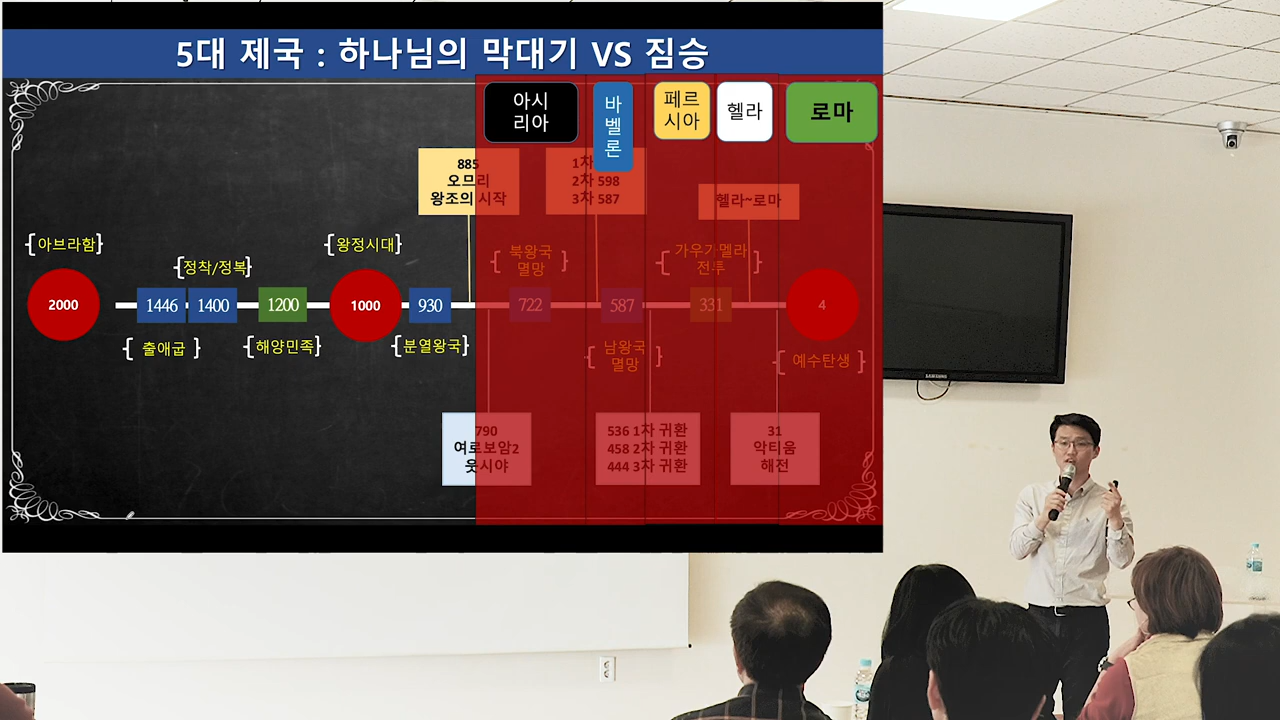 5대 제국 : 하나님의 막대기 VS 짐승
아시
리아
바
벨
론
페르
시아
헬라
로마
885
오므리
왕조의 시작
1차
2차 598
3차 587
헬라~로마
아브라함
정착/정복
왕정시대
북왕국
멸망
가우가멜라
전투
2000
1446
1400
1200
1000
930
722
587
331
4
출애굽
해양민족
분열왕국
남왕국
멸망
예수탄생
790
여로보암2
웃시야
536 1차 귀환
458 2차 귀환
444 3차 귀환
31
악티움
해전
SAMSUNG